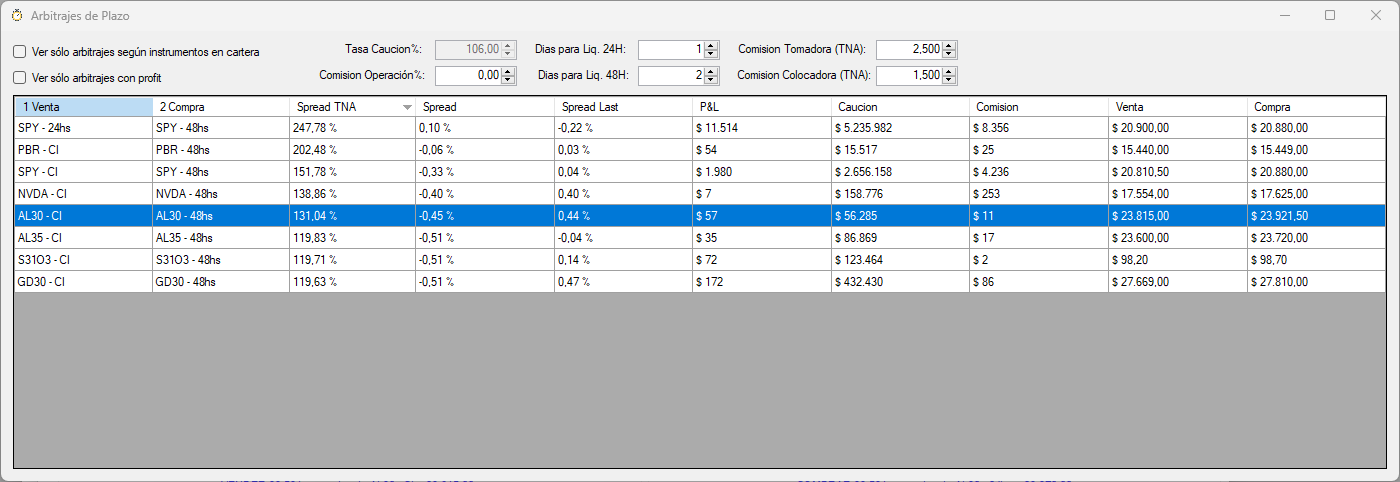 Arbitrajes de Plazo
Ver sólo arbitrajes según instrumentos en cartera
Tasa Caucion%: 106,00 Dias para Liq. 24H: 1 Comision Tomadora (TNA): 2,500
Ver sólo arbitrajes con profit
Comision Operación%: 0,00 Dias para Liq. 48H: 2 Comision Colocadora (TNA): 1,500
1 Venta 2 Compra Spread TNA Spread Spread Last P&L Caucion Comision Venta Compra
SPY - 24hs SPY - 48hs 247,78 % 0,10 % -0,22 % $ 11.514 $ 5.235.982 $ 8.356 $ 20.900,00 $ 20.880,00
PBR - CI PBR - 48hs 202,48 % -0,06 % 0,03 % $ 54 $ 15.517 $ 25 $ 15.440,00 $ 15.449,00
SPY - CI SPY - 48hs 151,78 % -0,33 % 0,04 % $ 1.980 $ 2.656.158 $ 4.236 $ 20.810,50 $ 20.880,00
NVDA - CI NVDA - 48hs 138,86 % -0,40 % 0,40 % $ 7 $ 158.776 $ 253 $ 17.554,00 $ 17.625,00
AL30 - CI AL30 - 48hs 131,04 % -0,45 % 0,44 % $ 57 $ 56.285 $ 11 $ 23.815,00 $ 23.921,50
AL35 - CI AL35 - 48hs 119,83 % -0,51 % -0,04 % $ 35 $ 86.869 $ 17 $ 23.600,00 $ 23.720,00
S31O3 - CI S31O3 - 48hs 119,71 % -0,51 % 0,14 % $ 72 $ 123.464 $ 2 $ 98,20 $ 98,70
GD30 - CI GD30 - 48hs 119,63 % -0,51 % 0,47 % $ 172 $ 432.430 $ 86 $ 27.669,00 $ 27.810,00